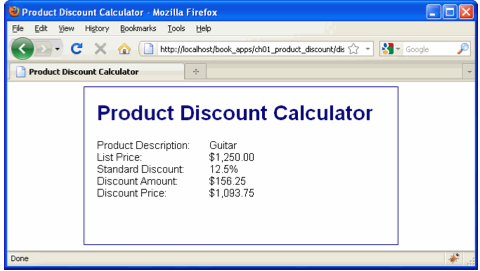 Product Discount Calculator - Mozilla Firefox
File Edit View History Bookmarks Tools Help
http://localhost/book_apps/ch01_product_discount/dis
Google
Product Discount Calculator
Product Discount Calculator
Product Description: Guitar
List Price: $1,250.00
Standard Discount: 12.5%
Discount Amount: $156.25
Discount Price: $1,093.75
Done